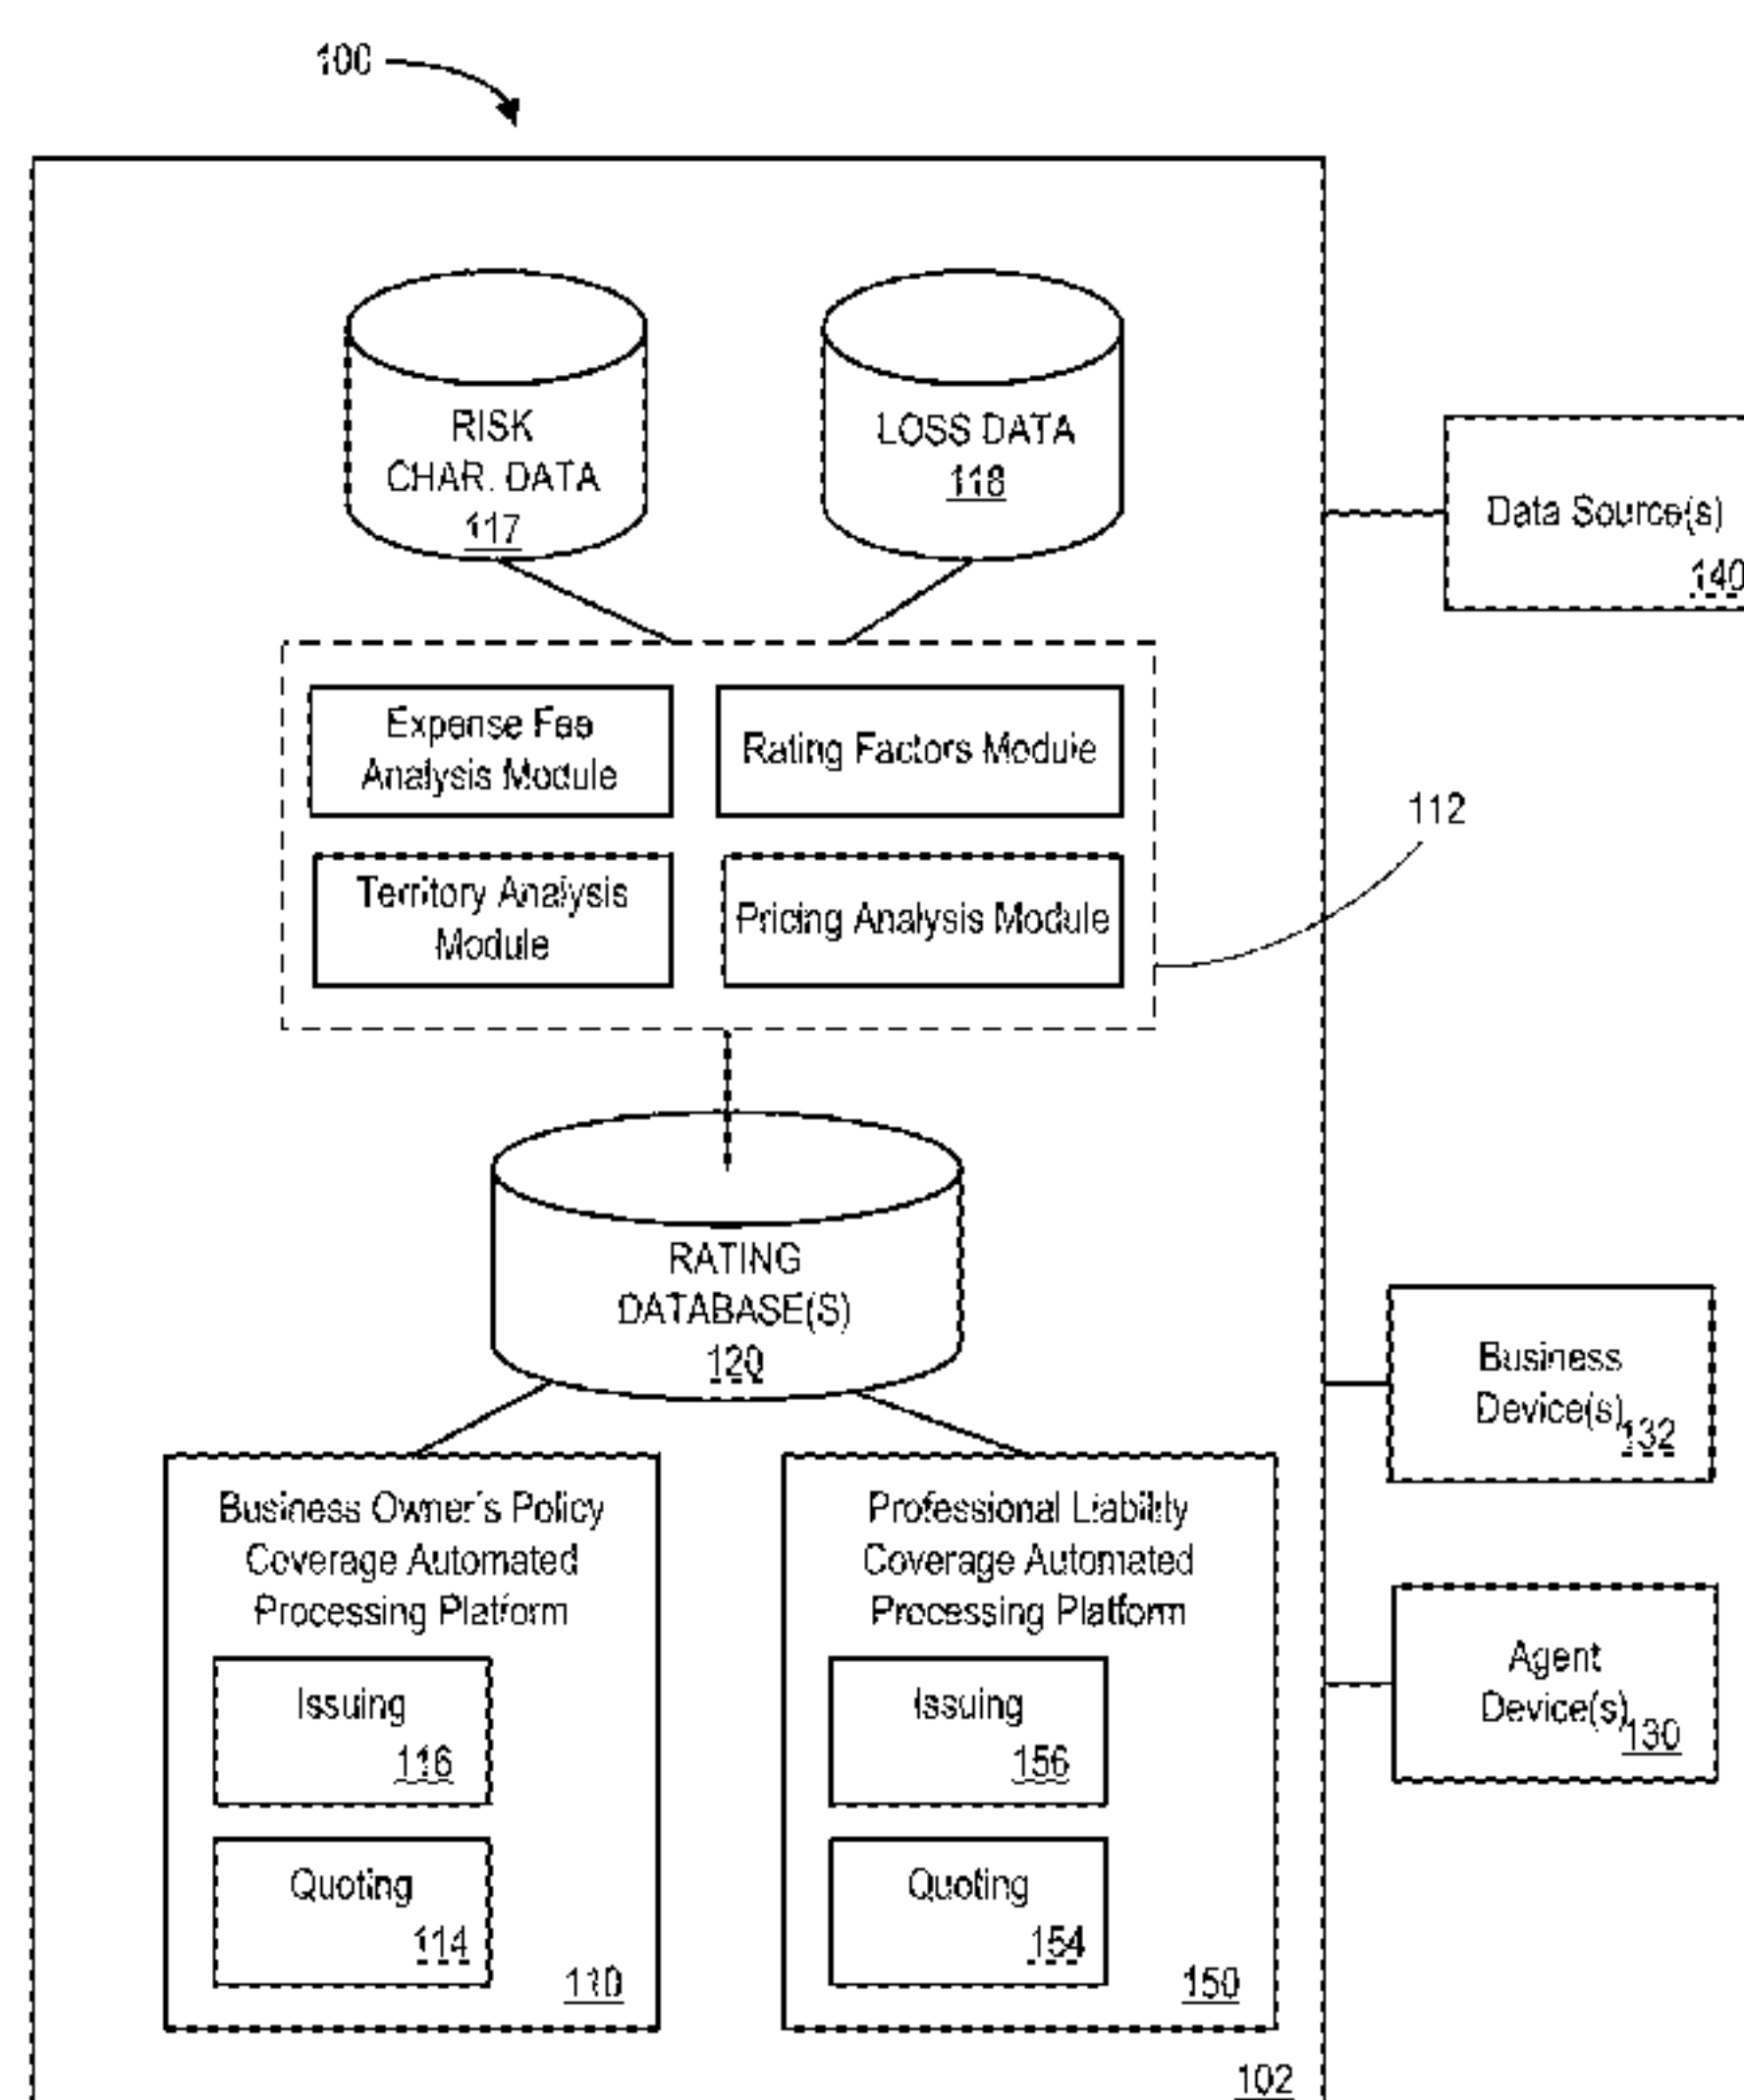 100
RISK
CHAR. DATA
117
LOSS DATA
118
Data Source(s)
140
Expense Fee
Analysis Module
Rating Factors Module
112
Territory Analysis
Module
Pricing Analysis Module
RATING
DATABASE(S)
120
Business
Device(s)
132
Business Owner's Policy
Coverage Automated
Processing Platform
Issuing
116
Quoting
114
110
Professional Liability
Coverage Automated
Processing Platform
Issuing
156
Quoting
154
150
Agent
Device(s)
130
102